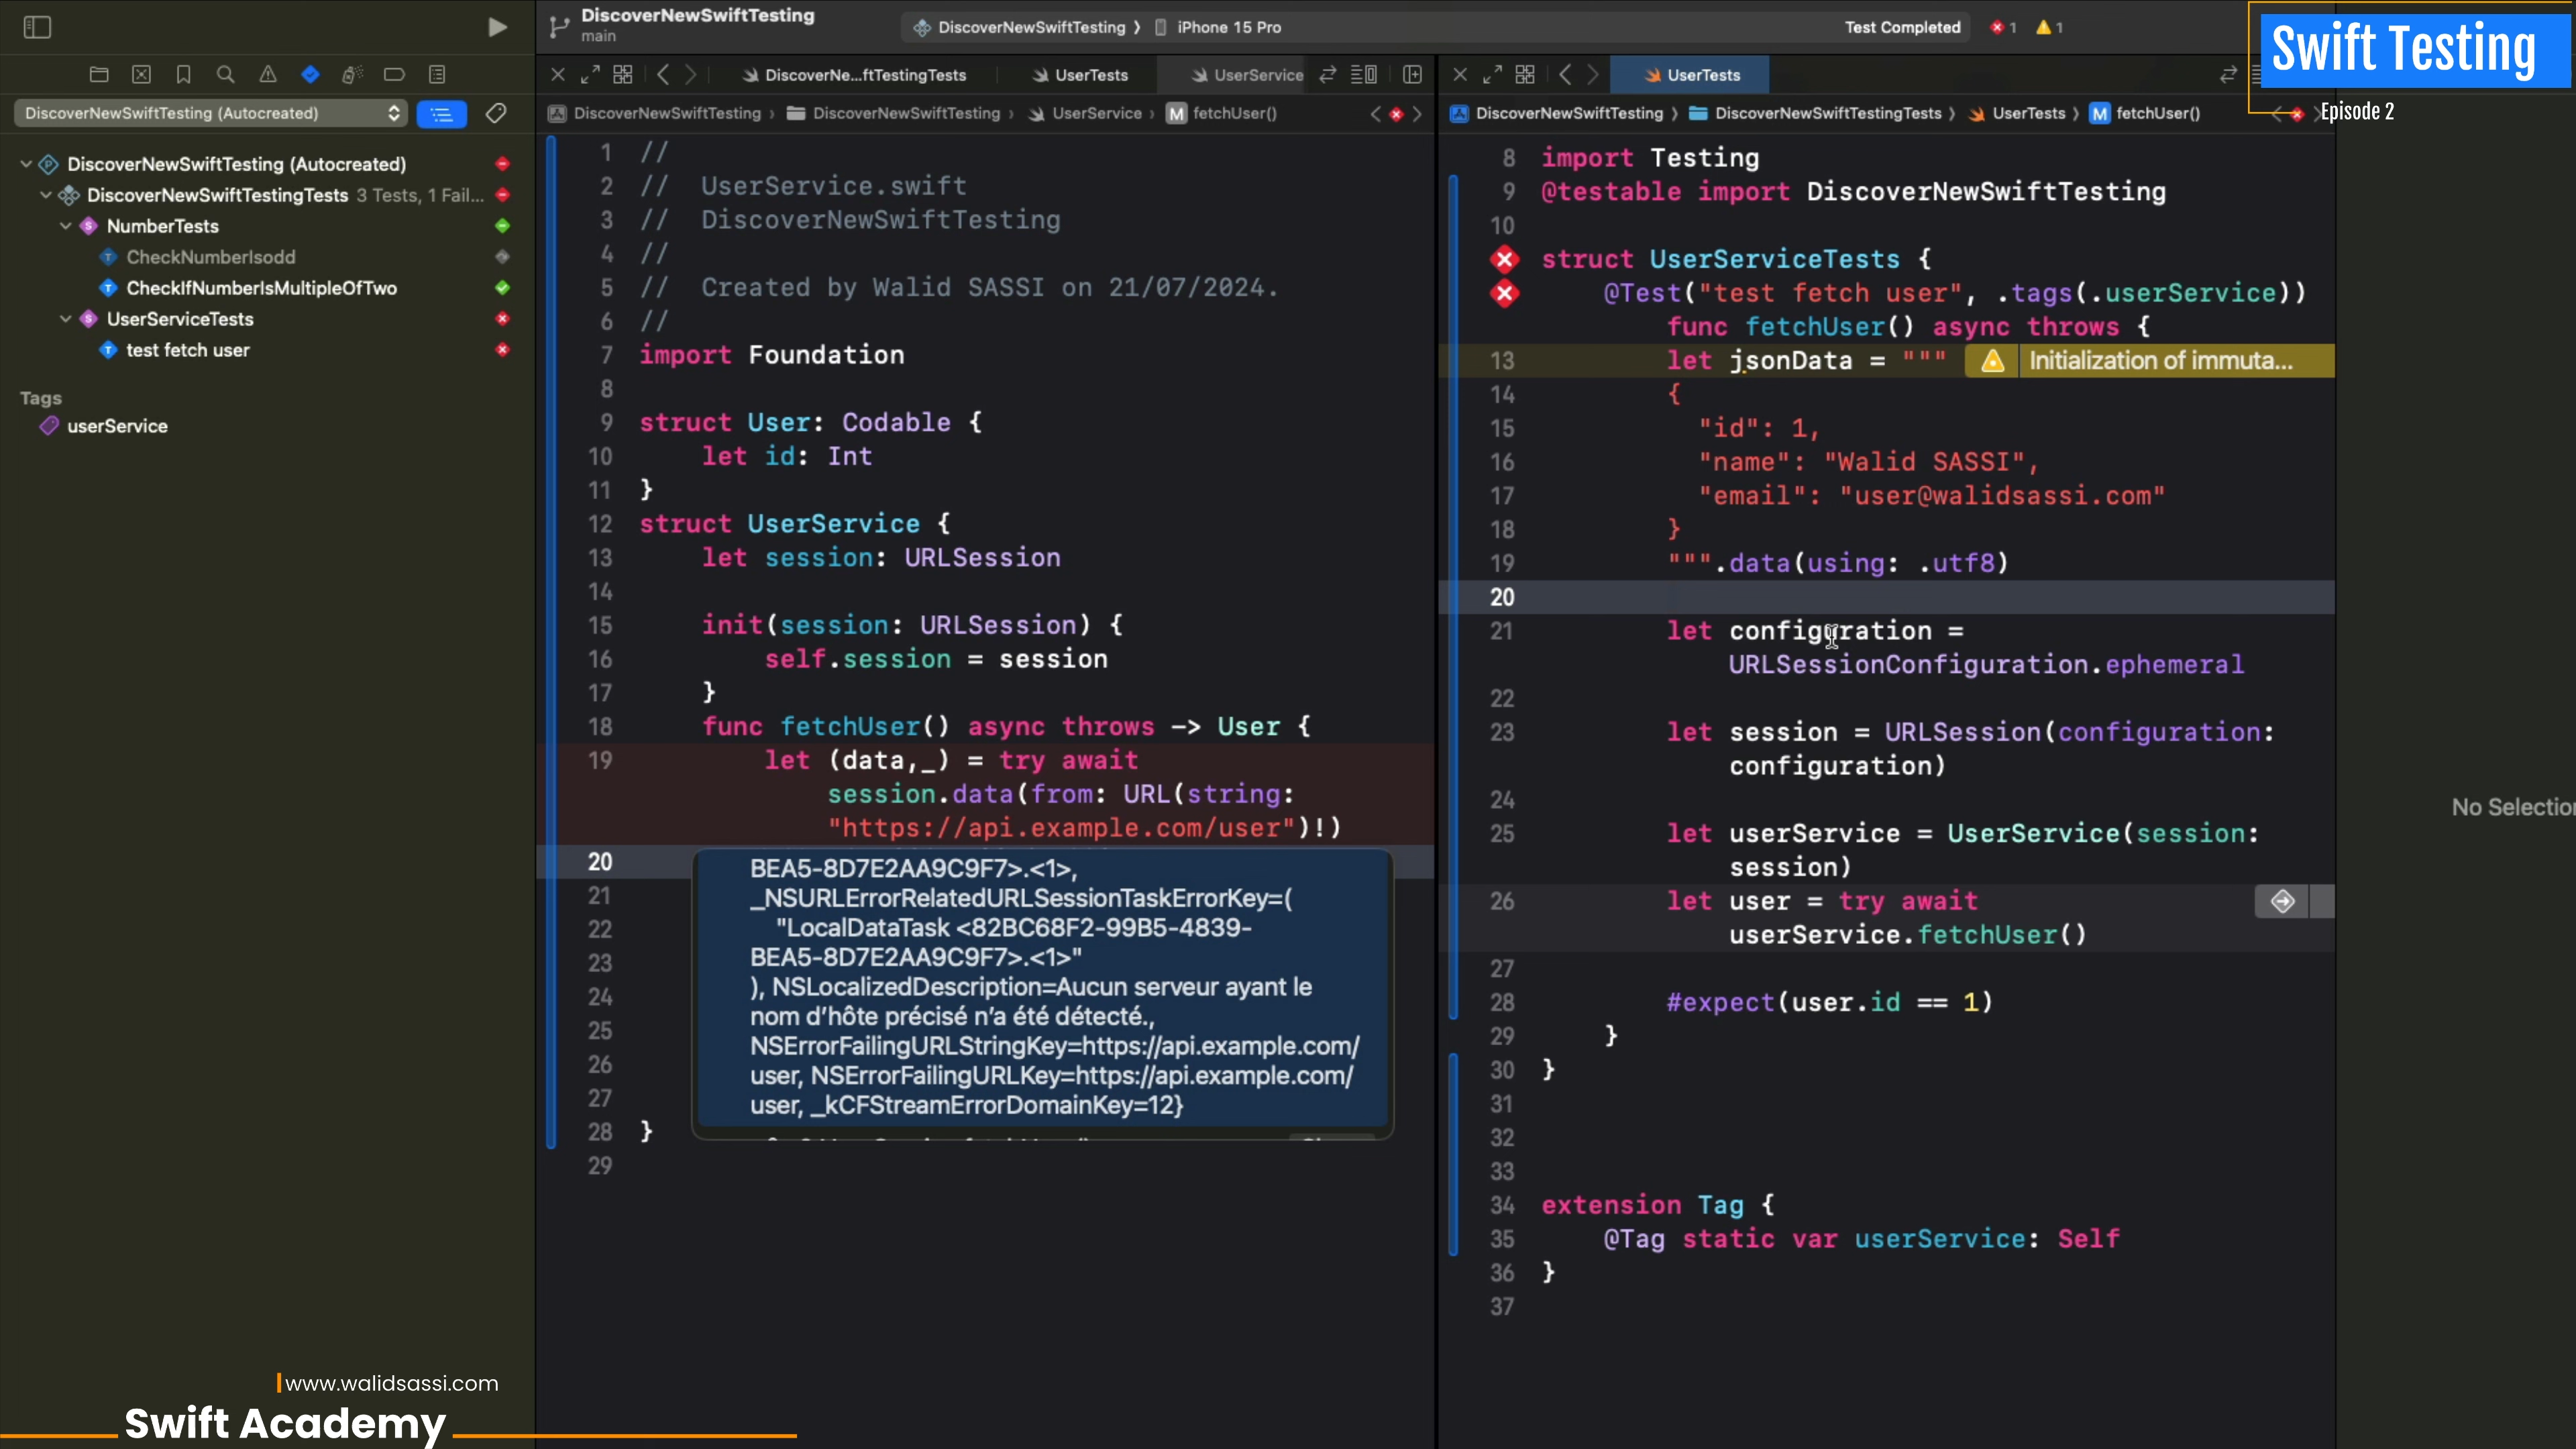 DiscoverNewSwiftTesting
main
DiscoverNewSwiftTesting
iPhone 15 Pro
Test Completed
1
1
Swift Testing
Episode 2
DiscoverNewSwiftTesting (Autocreated)
DiscoverNewSwiftTesting (Autocreated)
DiscoverNewSwiftTestingTests 3 Tests, 1 Fail...
NumberTests
CheckNumberIsodd
CheckIfNumberIsMultipleOfTwo
UserServiceTests
test fetch user
Tags
userService
DiscoverNe...ftTestingTests
UserTests
UserService
DiscoverNewSwiftTesting
DiscoverNewSwiftTesting
UserService
M fetchUser()
1 //
2 // UserService.swift
3 // DiscoverNewSwiftTesting
4 //
5 // Created by Walid SASSI on 21/07/2024.
6 //
7 import Foundation
8
9 struct User: Codable {
10 let id: Int
11 }
12 struct UserService {
13 let session: URLSession
14
15 init(session: URLSession) {
16 self.session = session
17 }
18 func fetchUser() async throws -> User {
19 let (data,_) = try await
session.data(from: URL(string:
"https://api.example.com/user")!)
20
21
22
23
24
25
26
27
28 }
29
BEA5-8D7E2AA9C9F7>.<1>,
_NSURLErrorRelatedURLSessionTaskErrorKey=(
"LocalDataTask <82BC68F2-99B5-4839-
BEA5-8D7E2AA9C9F7>.<1>"
), NSLocalizedDescription=Aucun serveur ayant le
nom d’hôte précisé n’a été détecté.,
NSErrorFailingURLStringKey=https://api.example.com/
user, NSErrorFailingURLKey=https://api.example.com/
user, _kCFStreamErrorDomainKey=12}
UserTests
DiscoverNewSwiftTesting
DiscoverNewSwiftTestingTests
UserTests
M fetchUser()
8 import Testing
9 @testable import DiscoverNewSwiftTesting
10
struct UserServiceTests {
@Test("test fetch user", .tags(.userService))
func fetchUser() async throws {
13 let jsonData = """ Initialization of immuta...
14 {
15 "id": 1,
16 "name": "Walid SASSI",
17 "email": "user@walidsassi.com"
18 }
19 """.data(using: .utf8)
20
21 let configuration =
URLSessionConfiguration.ephemeral
22
23 let session = URLSession(configuration:
configuration)
24
25 let userService = UserService(session:
session)
26 let user = try await
userService.fetchUser()
27
28 #expect(user.id == 1)
29 }
30 }
31
32
33
34 extension Tag {
35 @Tag static var userService: Self
36 }
37
No Selection
www.walidsassi.com
Swift Academy